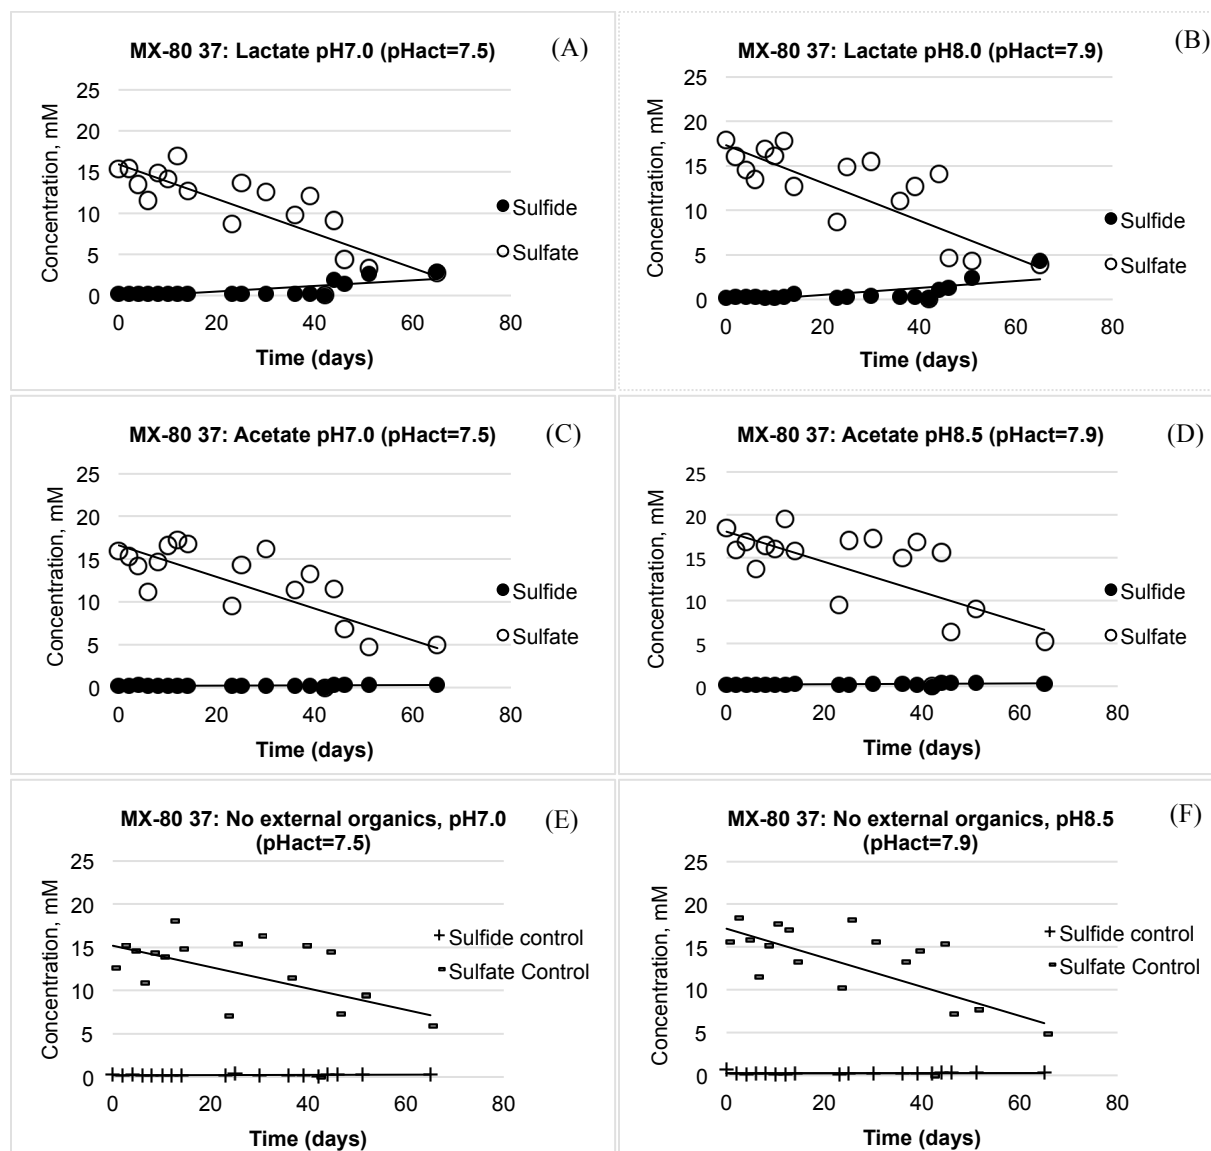 MX-80 37: Lactate pH7.0 (pHact=7.5)
(A)
Concentration, mM
25
20
15
10
5
0
0 20 40 60 80
Time (days)
Sulfide
Sulfate
MX-80 37: Lactate pH8.0 (pHact=7.9)
(B)
Concentration, mM
25
20
15
10
5
0
0 20 40 60 80
Time (days)
Sulfide
Sulfate
MX-80 37: Acetate pH7.0 (pHact=7.5)
(C)
Concentration, mM
25
20
15
10
5
0
0 20 40 60 80
Time (days)
Sulfide
Sulfate
MX-80 37: Acetate pH8.5 (pHact=7.9)
(D)
Concentration, mM
25
20
15
10
5
0
0 20 40 60 80
Time (days)
Sulfide
Sulfate
MX-80 37: No external organics, pH7.0
(pHact=7.5)
(E)
Concentration, mM
25
20
15
10
5
0
0 20 40 60 80
Time (days)
Sulfide control
Sulfate Control
MX-80 37: No external organics, pH8.5
(pHact=7.9)
(F)
Concentration, mM
25
20
15
10
5
0
0 20 40 60 80
Time (days)
Sulfide control
Sulfate Control